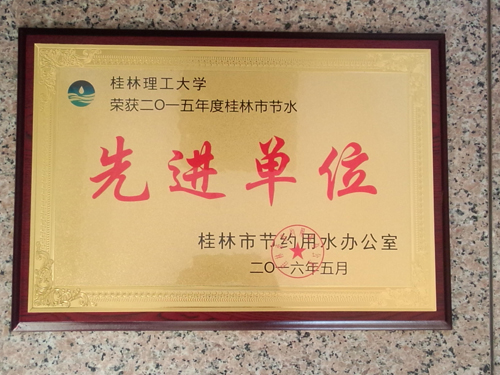 桂林理工大学
荣获二〇一五年度桂林市节水
先进单位
桂林市节约用水办公室
二〇一六年五月